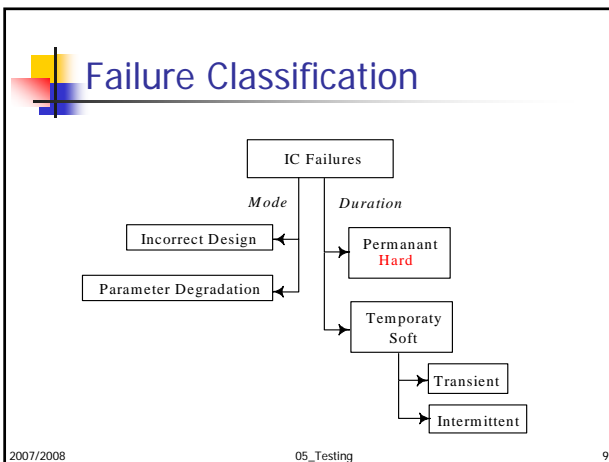 Failure Classification
IC Failures
Mode
Duration
Incorrect Design
Parameter Degradation
Permanant
Hard
Temporaty
Soft
Transient
Intermittent
2007/2008
05_Testing
9